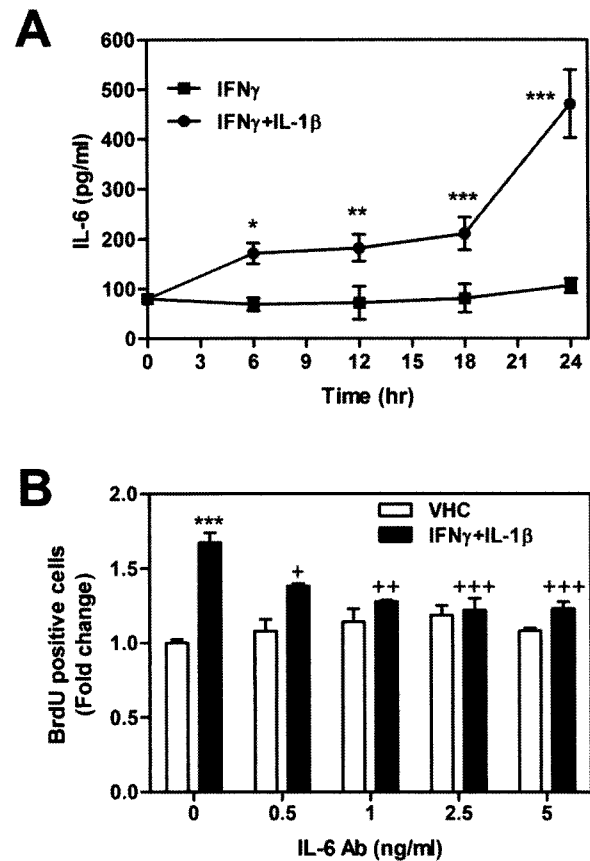 A
600
500
400
300
200
100
0
IL-6 (pg/ml)
IFNγ
IFNγ+IL-1β
*
**
***
***
0 3 6 9 12 15 18 21 24
Time (hr)
B
2.0
1.5
1.0
0.5
0.0
BrdU positive cells
(Fold change)
VHC
IFNγ+IL-1β
***
+
++
+++
+++
0 0.5 1 2.5 5
IL-6 Ab (ng/ml)